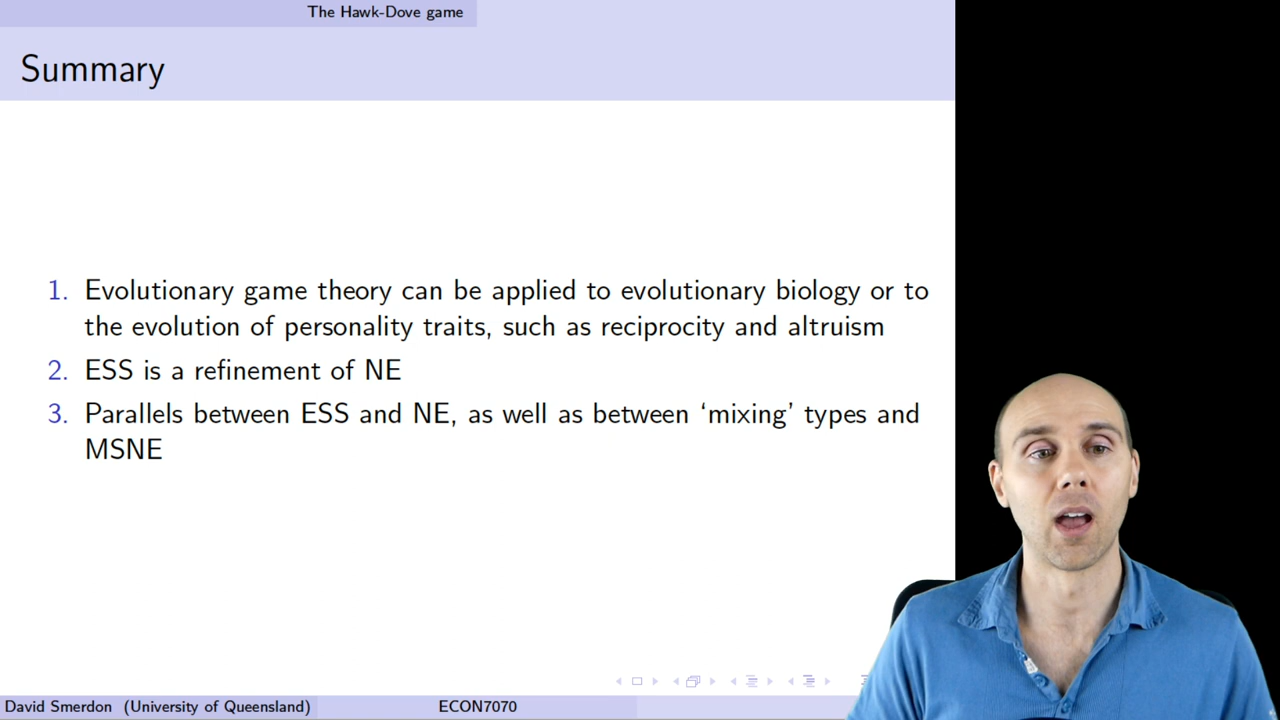 The Hawk-Dove game
Summary
1. Evolutionary game theory can be applied to evolutionary biology or to
the evolution of personality traits, such as reciprocity and altruism
2. ESS is a refinement of NE
3. Parallels between ESS and NE, as well as between ‘mixing’ types and
MSNE
David Smerdon (University of Queensland) ECON7070